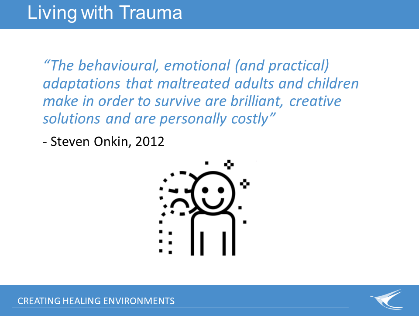 Living with Trauma
“The behavioural, emotional (and practical)
adaptations that maltreated adults and children
make in order to survive are brilliant, creative
solutions and are personally costly”
- Steven Onkin, 2012
CREATING HEALING ENVIRONMENTS